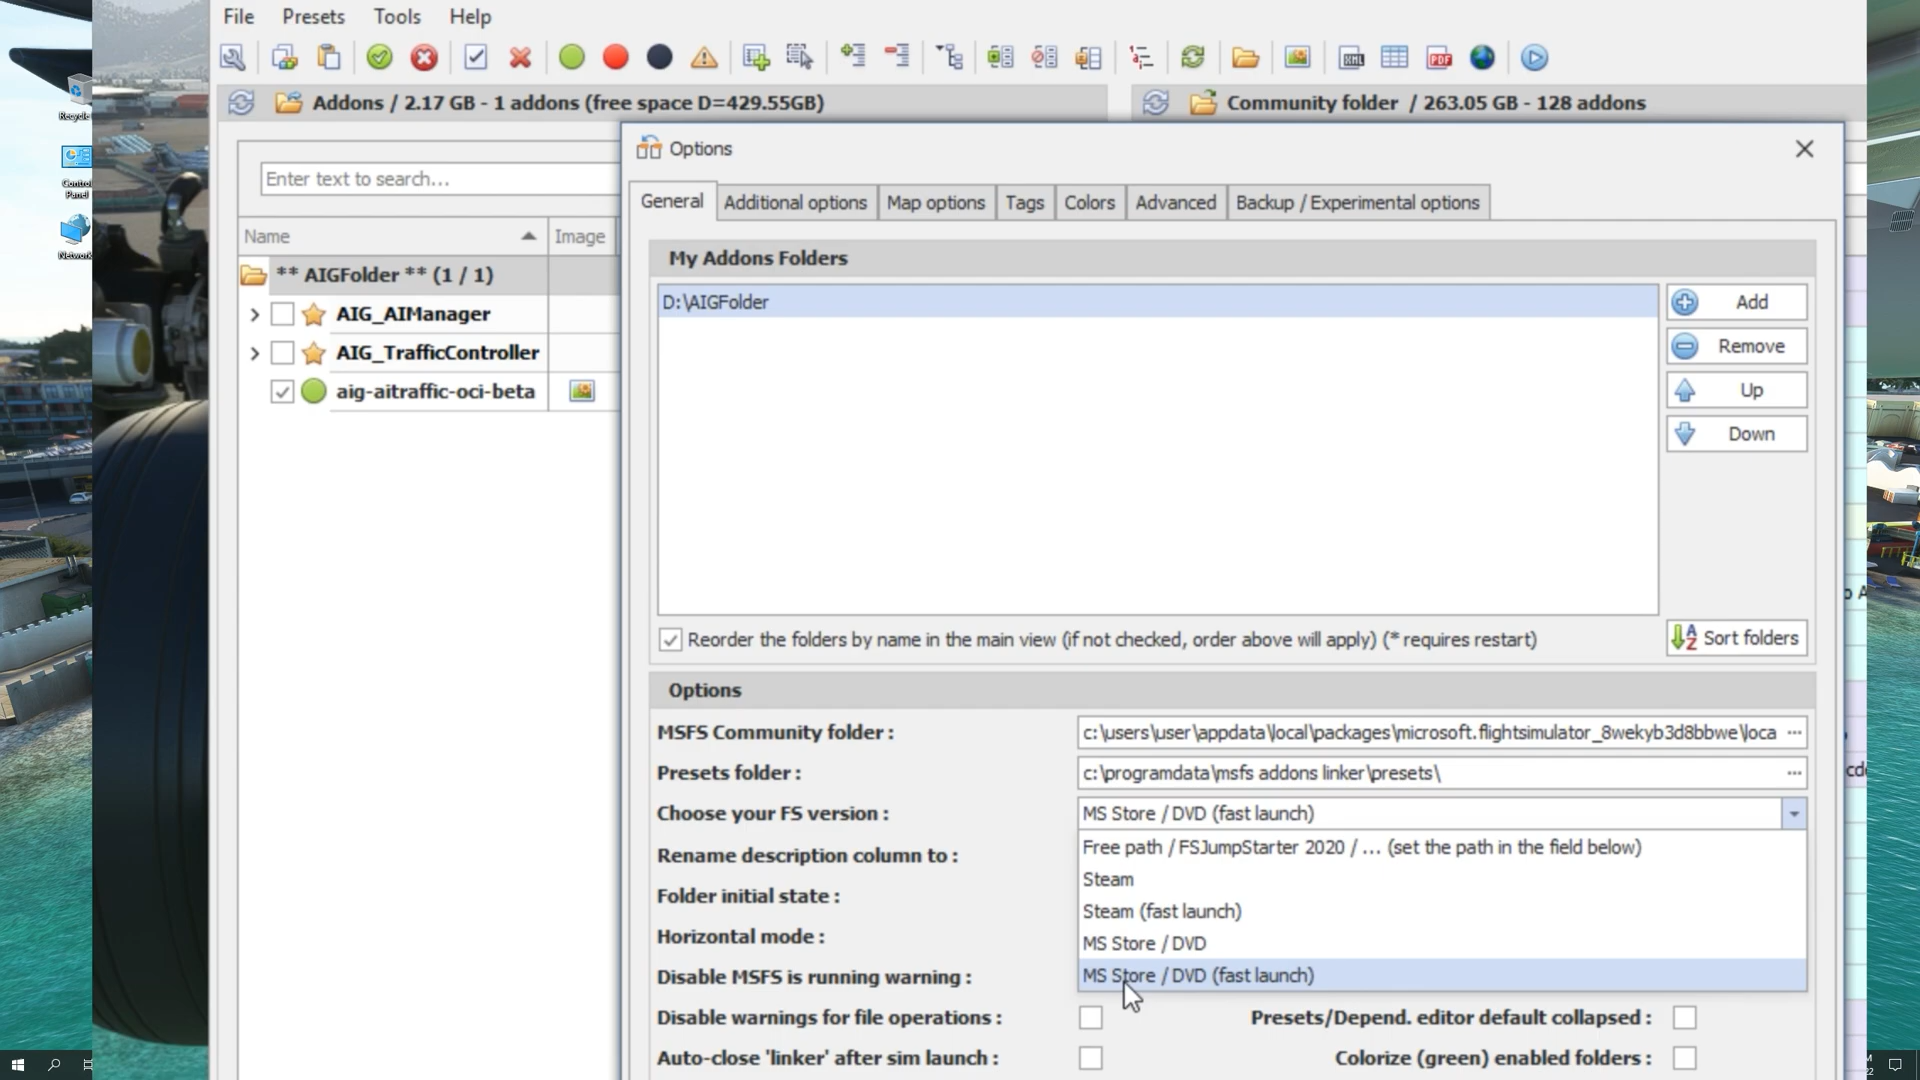 File Presets Tools Help
XML PDF
Addons / 2.17 GB - 1 addons (free space D=429.55GB)
Community folder / 263.05 GB - 128 addons
Options
Enter text to search...
General Additional options Map options Tags Colors Advanced Backup / Experimental options
Name Image
My Addons Folders
** AIGFolder ** (1 / 1)
D:\AIGFolder
Add
AIG_AIManager
Remove
AIG_TrafficController
Up
aig-aitraffic-oci-beta
Down
Reorder the folders by name in the main view (if not checked, order above will apply) (* requires restart)
Sort folders
Options
MSFS Community folder :
c:\users\user\appdata\local\packages\microsoft.flightsimulator_8wekyb3d8bbwe\loca ...
Presets folder :
c:\programdata\msfs addons linker\presets\ ...
Choose your FS version :
MS Store / DVD (fast launch)
Free path / FSJumpStarter 2020 / ... (set the path in the field below)
Rename description column to :
Steam
Folder initial state :
Steam (fast launch)
Horizontal mode :
MS Store / DVD
Disable MSFS is running warning :
MS Store / DVD (fast launch)
Disable warnings for file operations :
Presets/Depend. editor default collapsed :
Auto-close 'linker' after sim launch :
Colorize (green) enabled folders :
Recycle
Control
Panel
Network